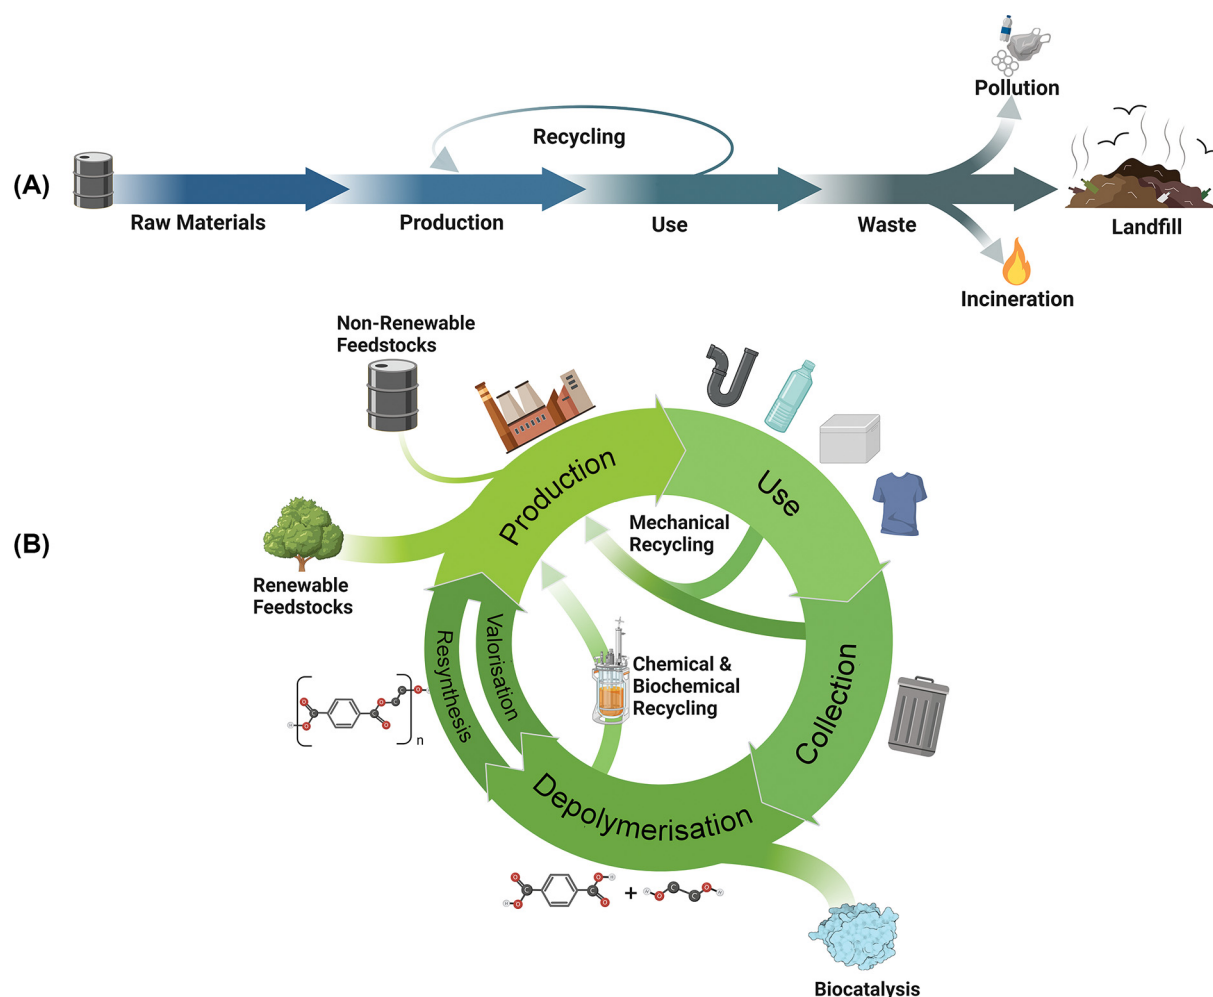 Pollution
Recycling
(A)
Raw Materials
Production
Use
Waste
Landfill
Incineration
Non-Renewable
Feedstocks
Production
Use
Mechanical
Recycling
(B)
Renewable
Feedstocks
Resynthesis
Valorisation
Chemical &
Biochemical
Recycling
Collection
n
Depolymerisation
+
Biocatalysis